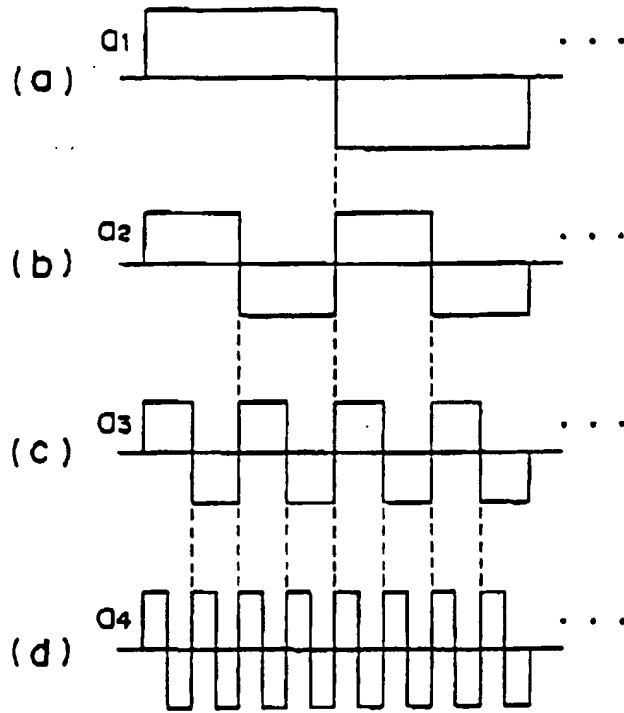 a1 . . .
(a)
a2 . . .
(b)
a3 . . .
(c)
a4 . . .
(d)